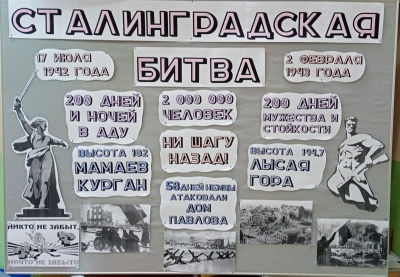 СТАЛИНГРАДСКАЯ
БИТВА
17 ИЮЛЯ
1942 ГОДА
2 ФЕВРАЛЯ
1943 ГОДА
200 ДНЕЙ
И НОЧЕЙ
В АДУ
2 000 000
ЧЕЛОВЕК
200 ДНЕЙ
МУЖЕСТВА И
СТОЙКОСТИ
НИ ШАГУ
НАЗАД!
ВЫСОТА 102
МАМАЕВ
КУРГАН
ВЫСОТА 144,7
ЛЫСАЯ
ГОРА
58 ДНЕЙ НЕМЦЫ
АТАКОВАЛИ
ДОМ
ПАВЛОВА
НИКТО НЕ ЗАБЫТ,
НИЧТО НЕ ЗАБЫТО